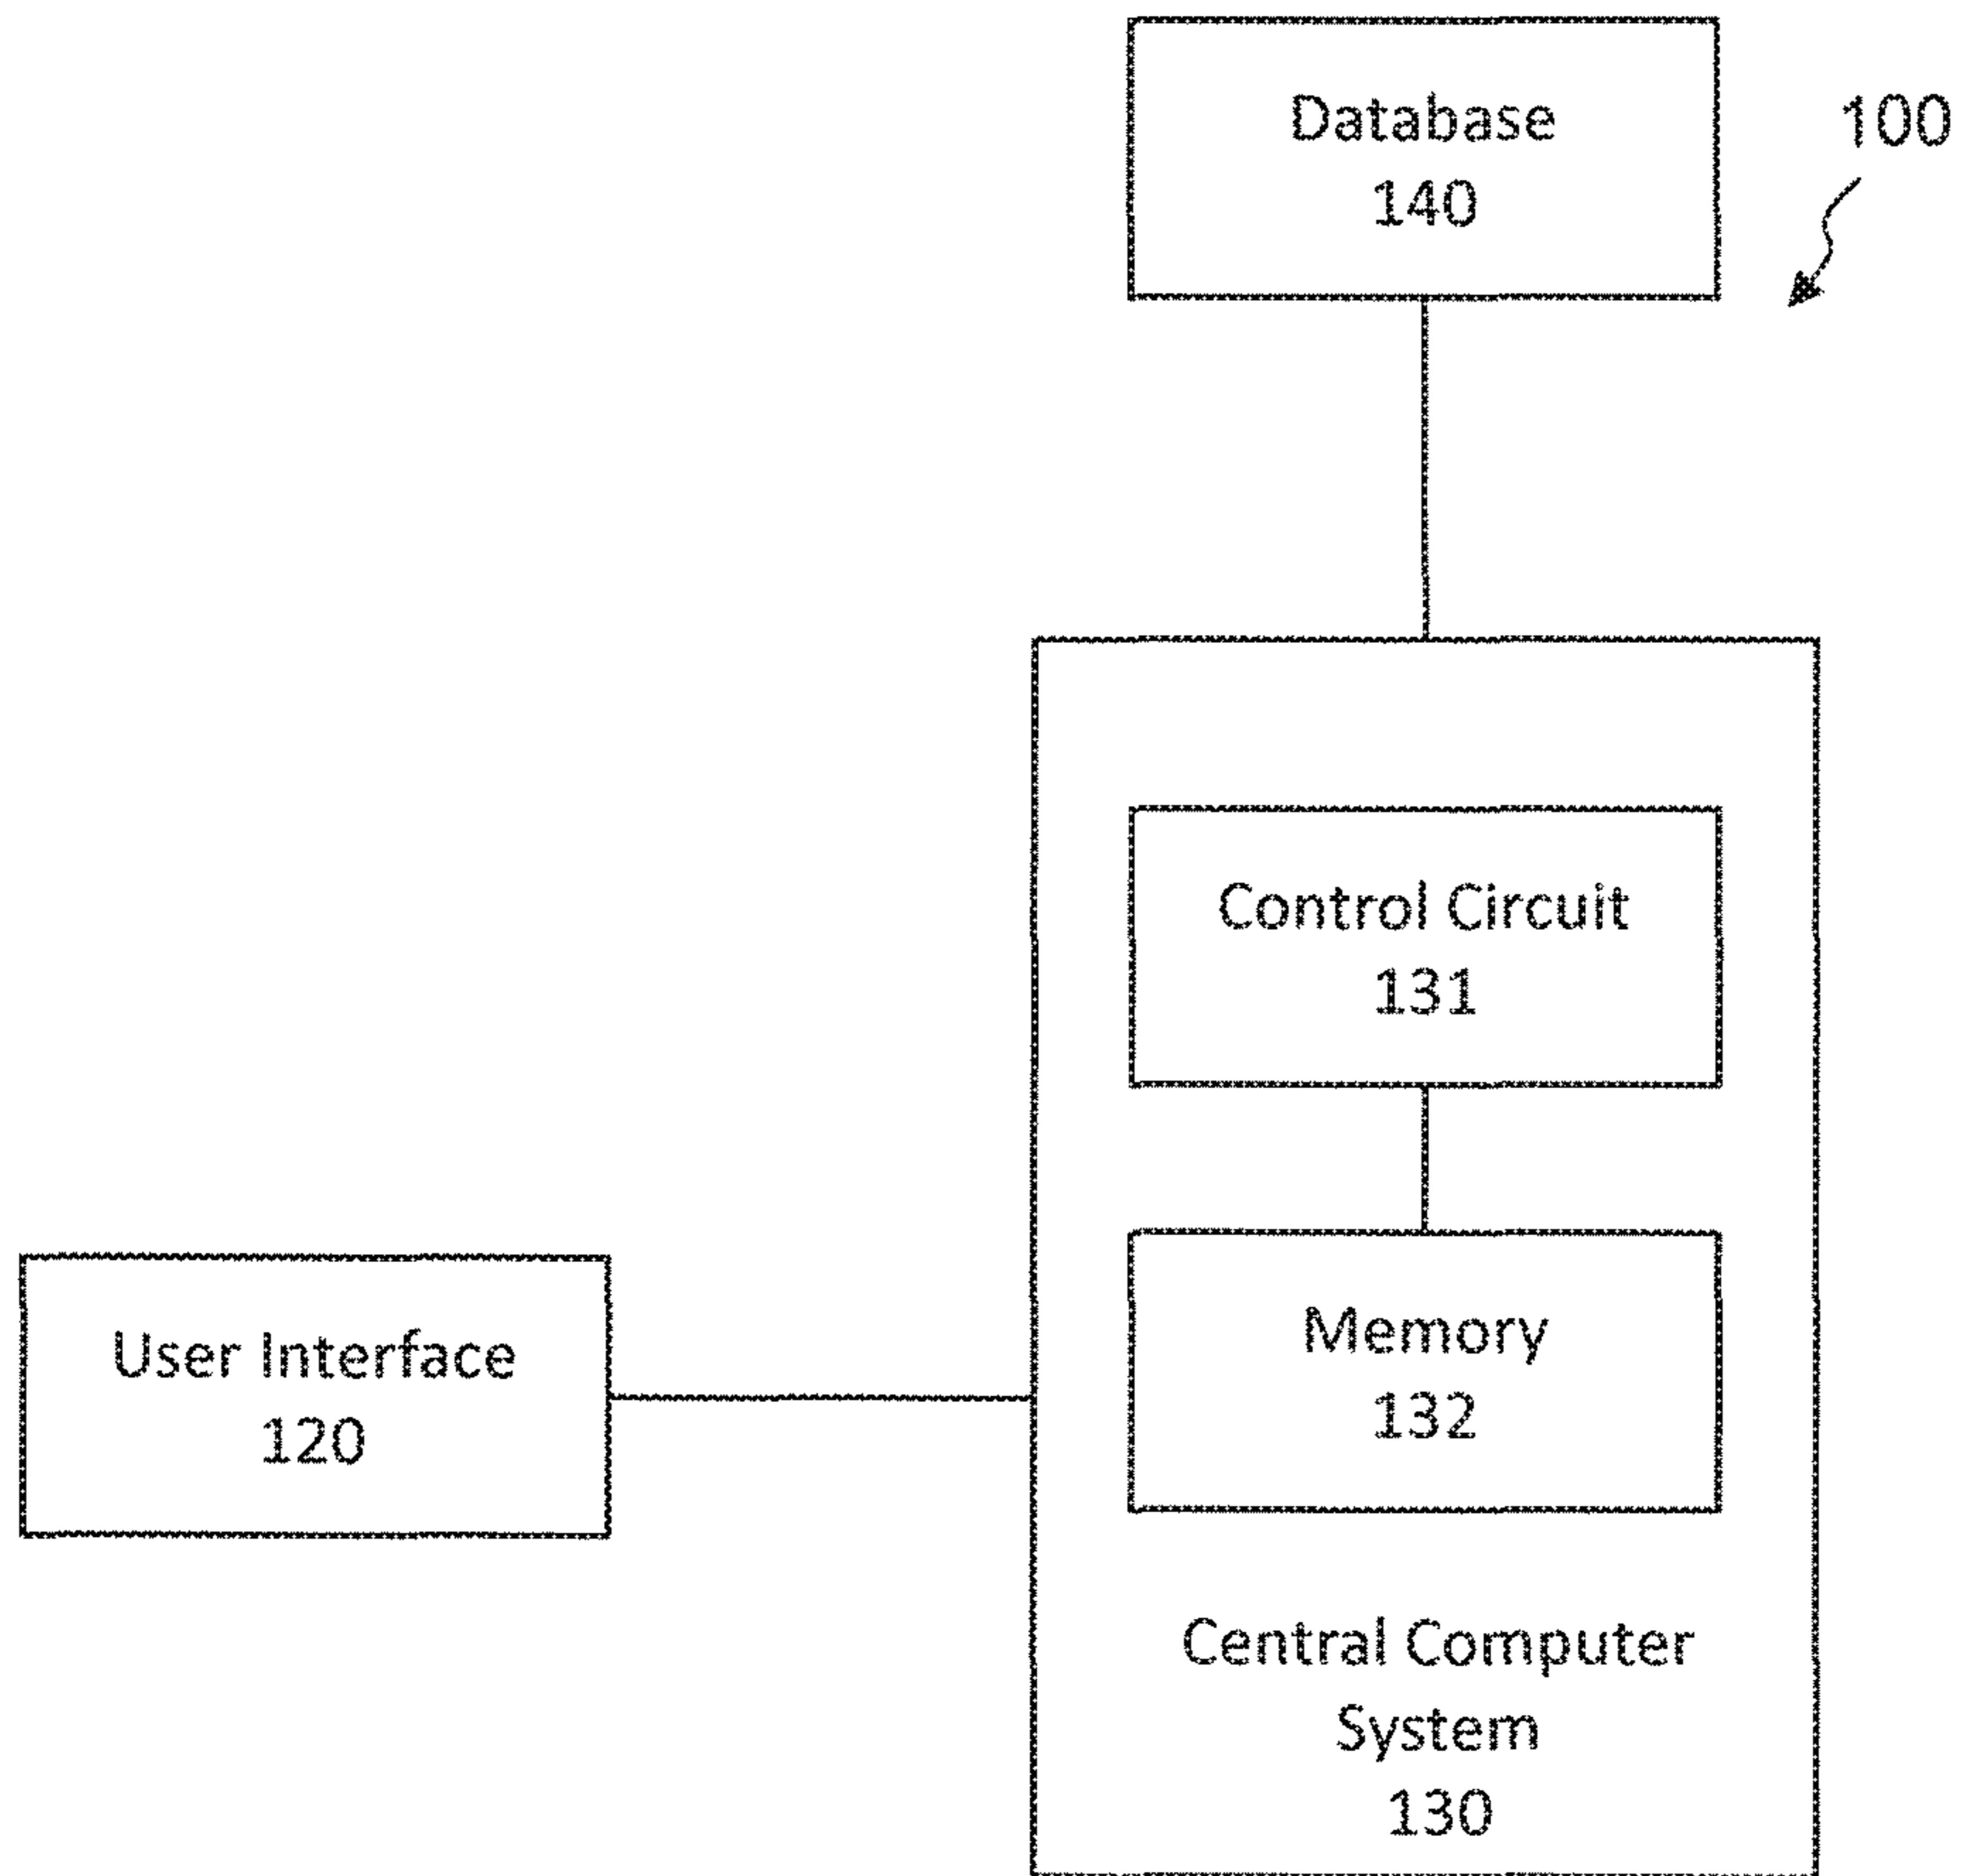 Database
140
100
Control Circuit
131
Memory
132
User Interface
120
Central Computer
System
130